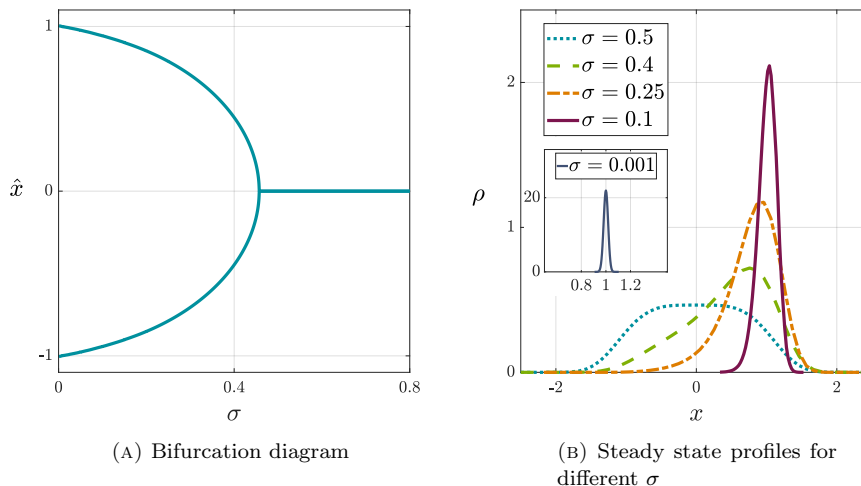 1
x̂
0
-1
0
0.4
0.8
σ
(A) Bifurcation diagram
2
ρ
1
0
σ = 0.5
σ = 0.4
σ = 0.25
σ = 0.1
σ = 0.001
20
0
0.8
1
1.2
-2
0
2
x
(B) Steady state profiles for
different σ